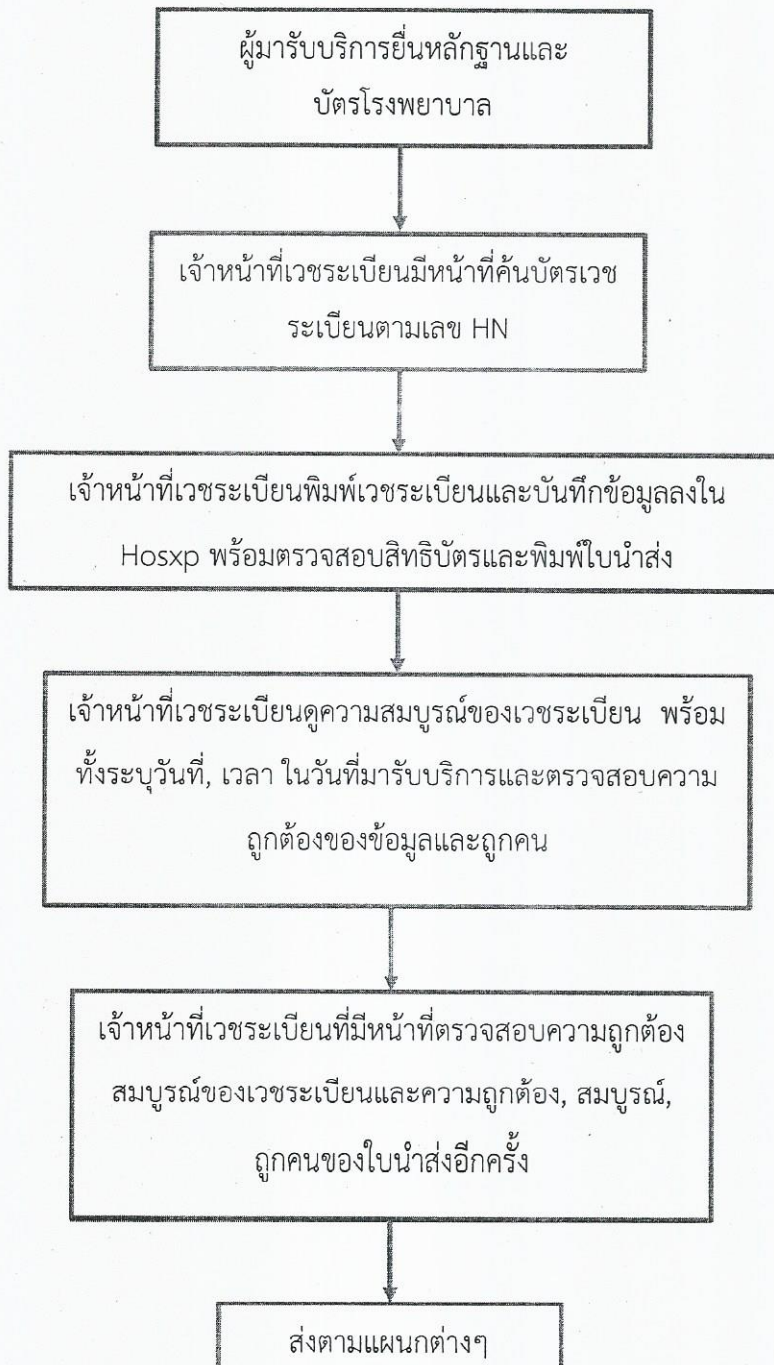 ผู้มารับบริการยื่นหลักฐานและ
บัตรโรงพยาบาล
เจ้าหน้าที่เวชระเบียนมีหน้าที่ค้นบัตรเวช
ระเบียนตามเลข HN
เจ้าหน้าที่เวชระเบียนพิมพ์เวชระเบียนและบันทึกข้อมูลลงใน
Hosxp พร้อมตรวจสอบสิทธิบัตรและพิมพ์ใบนำส่ง
เจ้าหน้าที่เวชระเบียนดูความสมบูรณ์ของเวชระเบียน พร้อม
ทั้งระบุวันที่, เวลา ในวันที่มารับบริการและตรวจสอบความ
ถูกต้องของข้อมูลและถูกคน
เจ้าหน้าที่เวชระเบียนที่มีหน้าที่ตรวจสอบความถูกต้อง
สมบูรณ์ของเวชระเบียนและความถูกต้อง, สมบูรณ์,
ถูกคนของใบนำส่งอีกครั้ง
ส่งตามแผนกต่างๆ